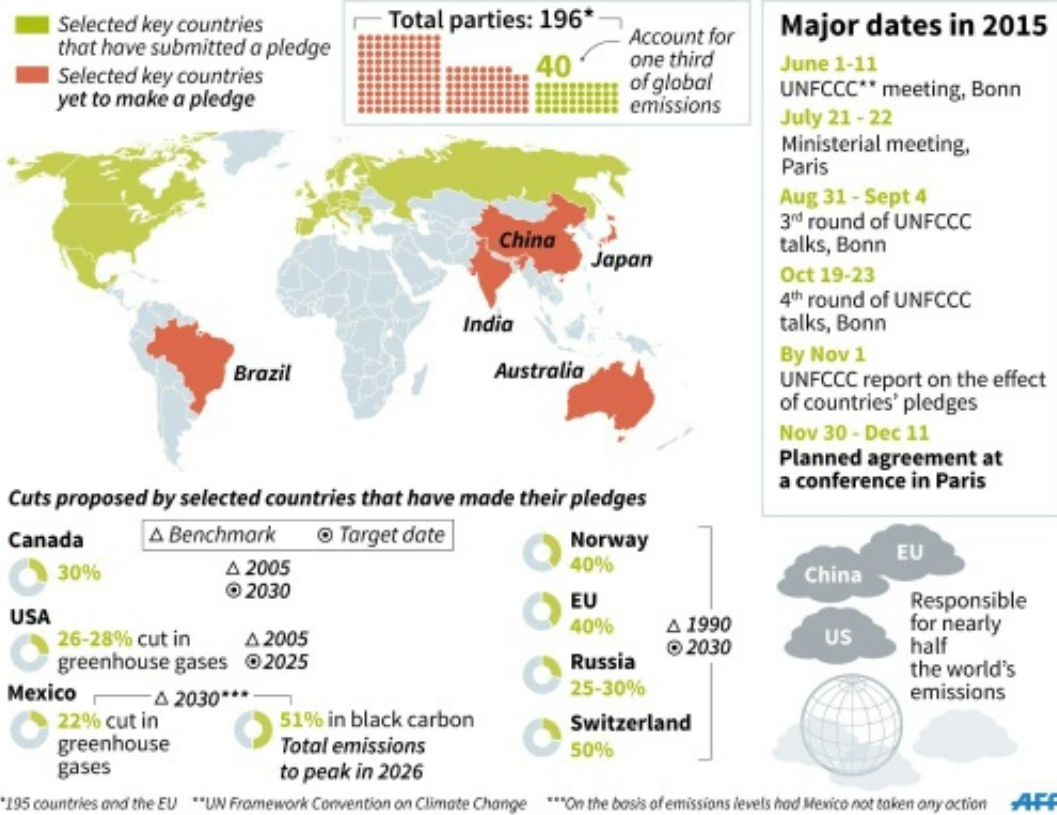 Selected key countries
that have submitted a pledge
Selected key countries
yet to make a pledge
Total parties: 196*
40
Account for
one third
of global
emissions
China
Japan
India
Brazil
Australia
Major dates in 2015
June 1-11
UNFCCC** meeting, Bonn
July 21 - 22
Ministerial meeting,
Paris
Aug 31 - Sept 4
3rd round of UNFCCC
talks, Bonn
Oct 19-23
4th round of UNFCCC
talks, Bonn
By Nov 1
UNFCCC report on the effect
of countries' pledges
Nov 30 - Dec 11
Planned agreement at
a conference in Paris
Cuts proposed by selected countries that have made their pledges
△ Benchmark ◉ Target date
Canada
30%
△ 2005
◉ 2030
USA
26-28% cut in
greenhouse gases
△ 2005
◉ 2025
Mexico
△ 2030***
22% cut in
greenhouse
gases
51% in black carbon
Total emissions
to peak in 2026
Norway
40%
EU
40%
Russia
25-30%
Switzerland
50%
△ 1990
◉ 2030
China
EU
US
Responsible
for nearly
half
the world's
emissions
*195 countries and the EU **UN Framework Convention on Climate Change ***On the basis of emissions levels had Mexico not taken any action
AFP